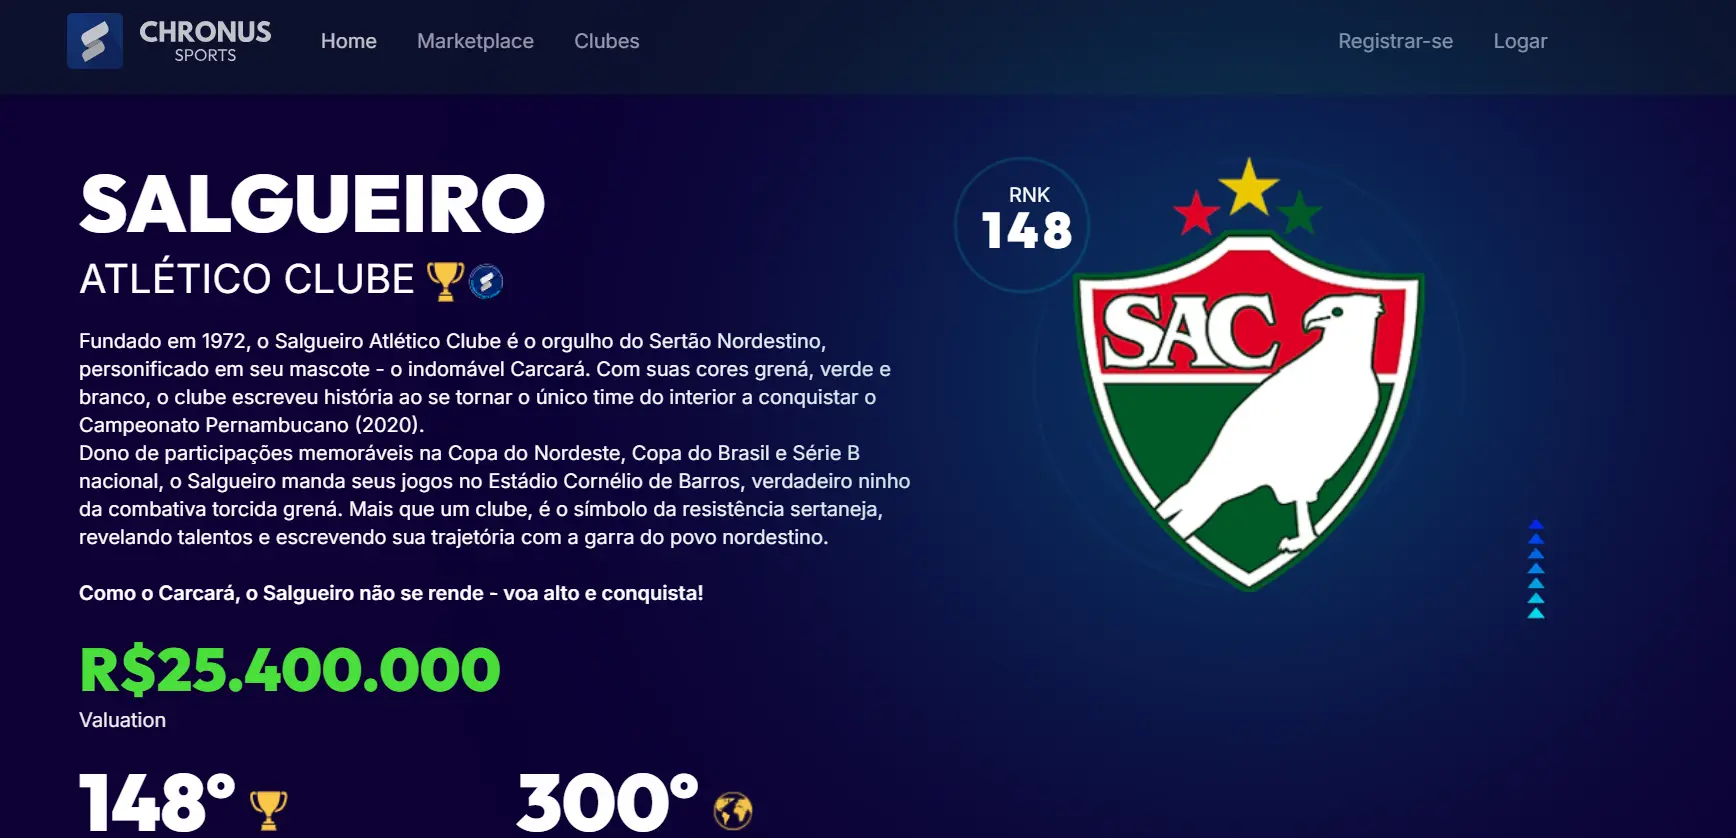 CHRONUS
SPORTS
Home
Marketplace
Clubes
Registrar-se
Logar
SALGUEIRO
ATLÉTICO CLUBE
Fundado em 1972, o Salgueiro Atlético Clube é o orgulho do Sertão Nordestino,
personificado em seu mascote - o indomável Carcará. Com suas cores grená, verde e
branco, o clube escreveu história ao se tornar o único time do interior a conquistar o
Campeonato Pernambucano (2020).
Dono de participações memoráveis na Copa do Nordeste, Copa do Brasil e Série B
nacional, o Salgueiro manda seus jogos no Estádio Cornélio de Barros, verdadeiro ninho
da combativa torcida grená. Mais que um clube, é o símbolo da resistência sertaneja,
revelando talentos e escrevendo sua trajetória com a garra do povo nordestino.
Como o Carcará, o Salgueiro não se rende - voa alto e conquista!
R$25.400.000
Valuation
148º
300º
RNK
148
SAC